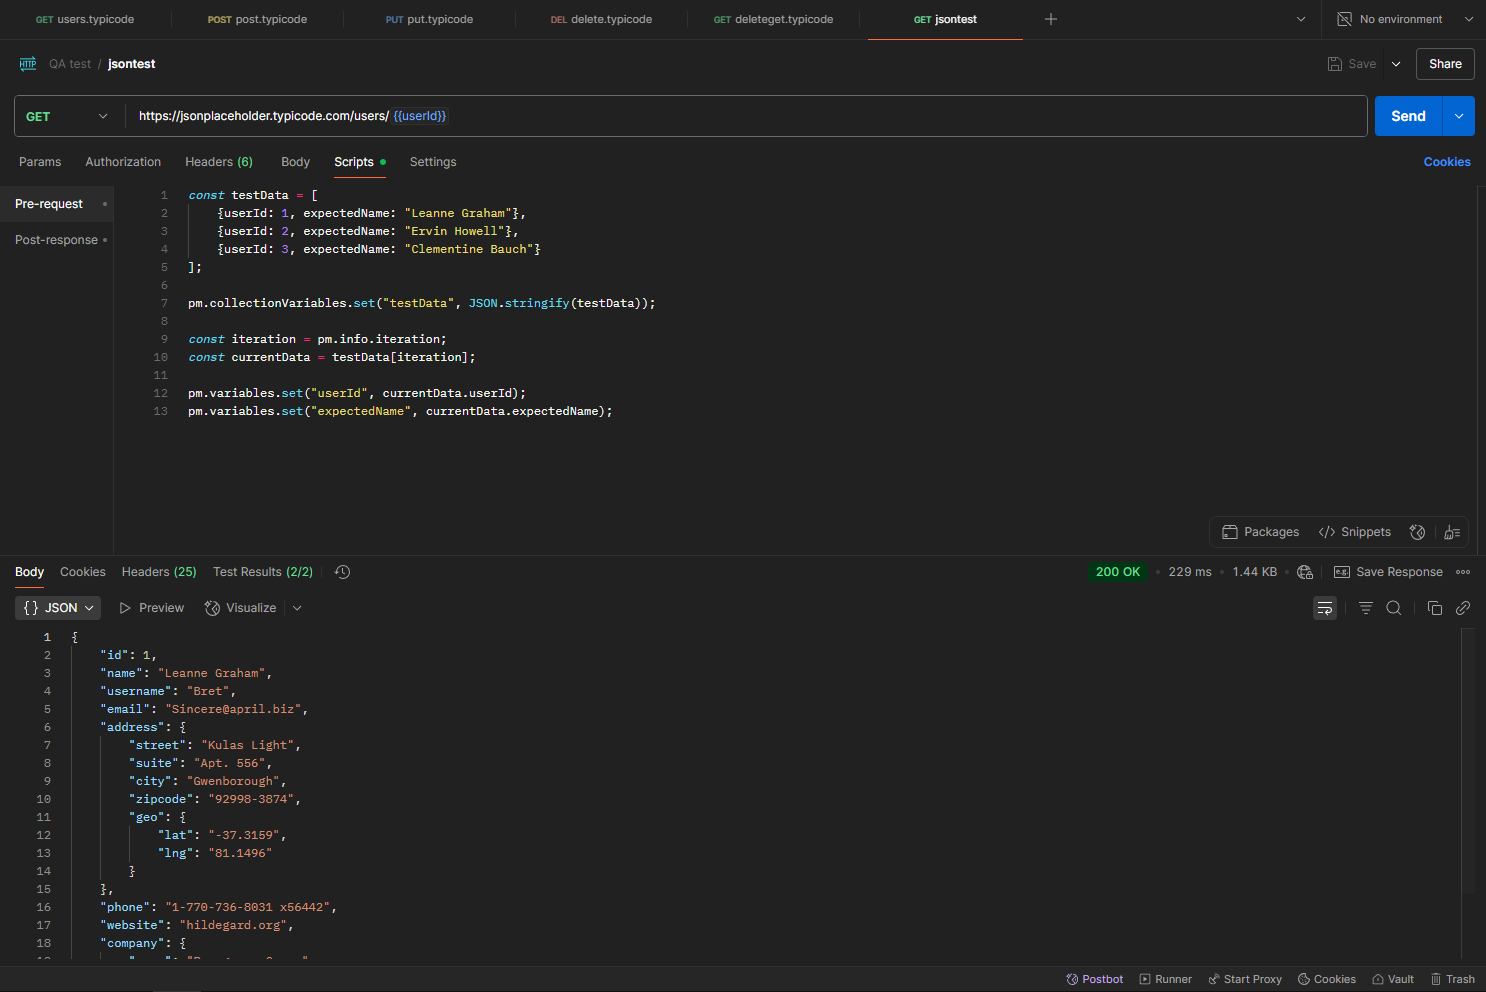 GET users.typicode POST post.typicode PUT put.typicode DEL delete.typicode GET deleteget.typicode GET jsontest No environment
HTTP QA test / jsontest Save Share
GET https://jsonplaceholder.typicode.com/users/ {{userId}} Send
Params Authorization Headers (6) Body Scripts Settings Cookies
Pre-request
Post-response
1 const testData = [
2 {userId: 1, expectedName: "Leanne Graham"},
3 {userId: 2, expectedName: "Ervin Howell"},
4 {userId: 3, expectedName: "Clementine Bauch"}
5 ];
6
7 pm.collectionVariables.set("testData", JSON.stringify(testData));
8
9 const iteration = pm.info.iteration;
10 const currentData = testData[iteration];
11
12 pm.variables.set("userId", currentData.userId);
13 pm.variables.set("expectedName", currentData.expectedName);
Packages </> Snippets
Body Cookies Headers (25) Test Results (2/2) 200 OK 229 ms 1.44 KB e.g. Save Response
{} JSON Preview Visualize
1 {
2 "id": 1,
3 "name": "Leanne Graham",
4 "username": "Bret",
5 "email": "Sincere@april.biz",
6 "address": {
7 "street": "Kulas Light",
8 "suite": "Apt. 556",
9 "city": "Gwenborough",
10 "zipcode": "92998-3874",
11 "geo": {
12 "lat": "-37.3159",
13 "lng": "81.1496"
14 }
15 },
16 "phone": "1-770-736-8031 x56442",
17 "website": "hildegard.org",
18 "company": {
Postbot Runner Start Proxy Cookies Vault Trash